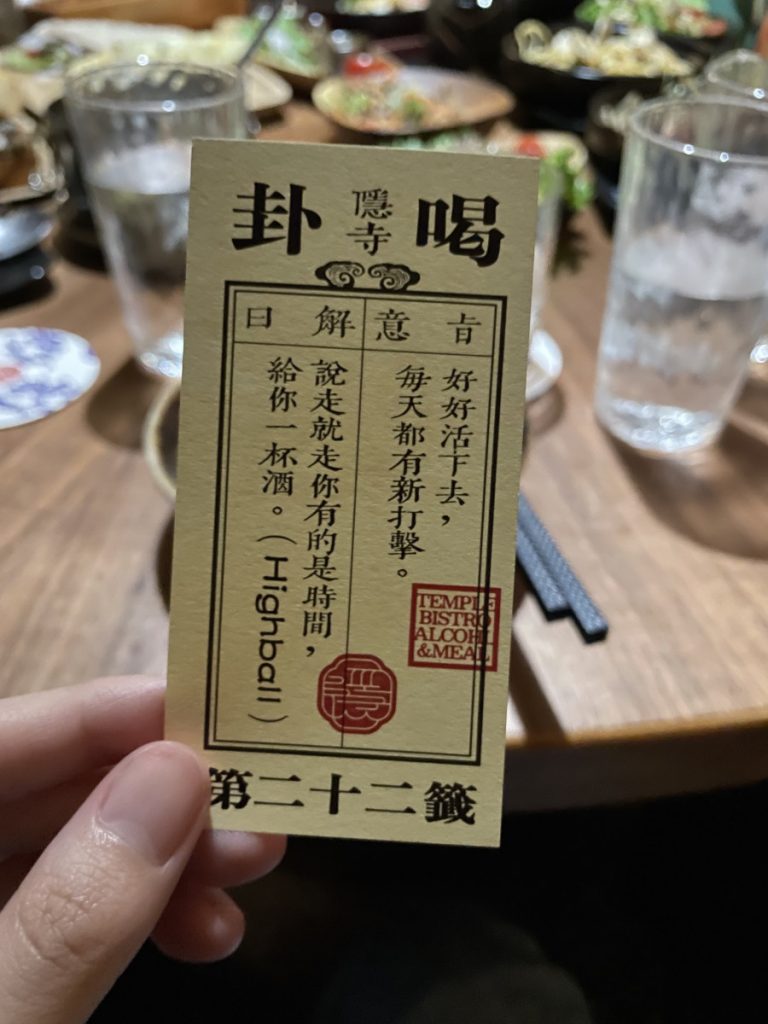 喝
隱寺
卦
旨意
好好活下去，
每天都有新打擊。
解曰
說走就走你有的是時間，
給你一杯酒。（Highball）
TEMPLE
BISTRO
ALCOHOL
&MEAL
第二十二籤